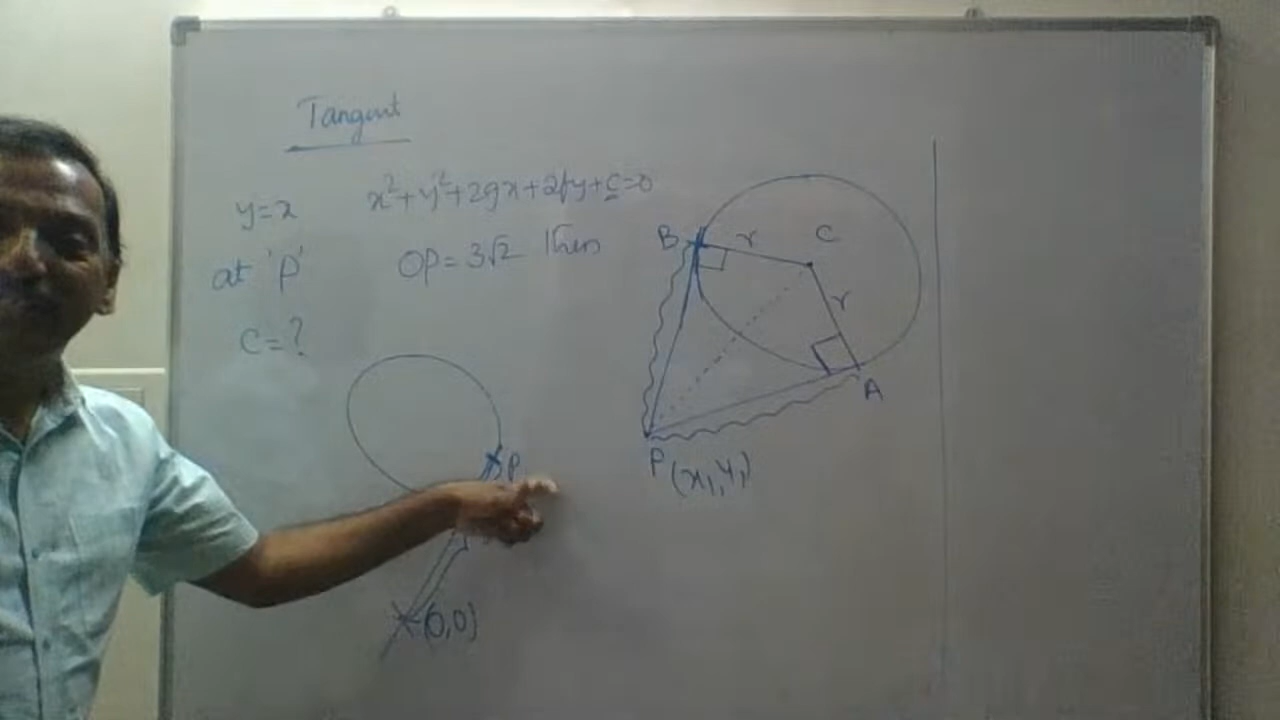 Tangent
y=x x²+y²+2gx+2fy+c=0
at 'P' OP=3√2 then
c=?
B r C
r
A
P (x₁,y₁)
P
(0,0)